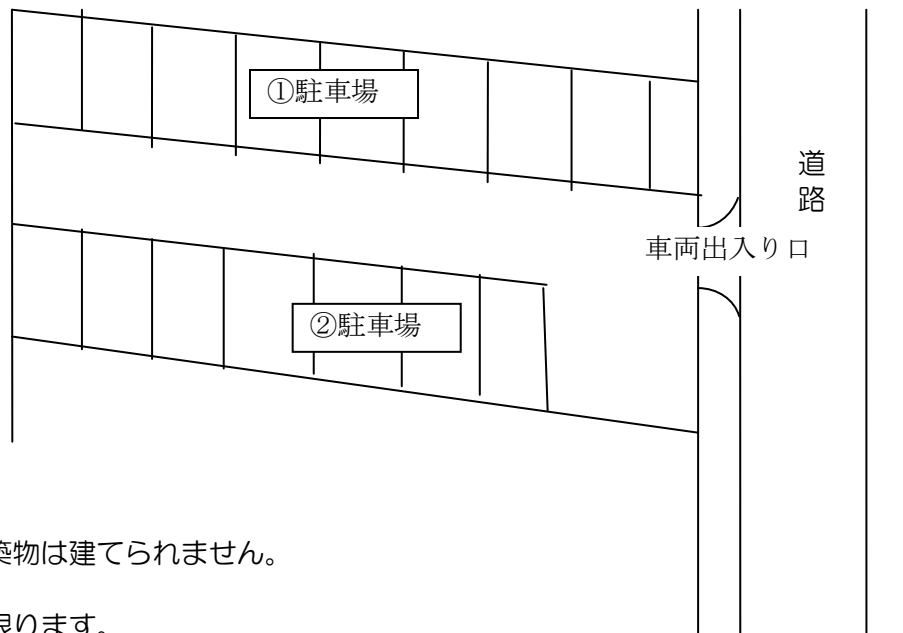 ①駐車場
道路
車両出入り口
②駐車場
築物は建てられません。
限ります。